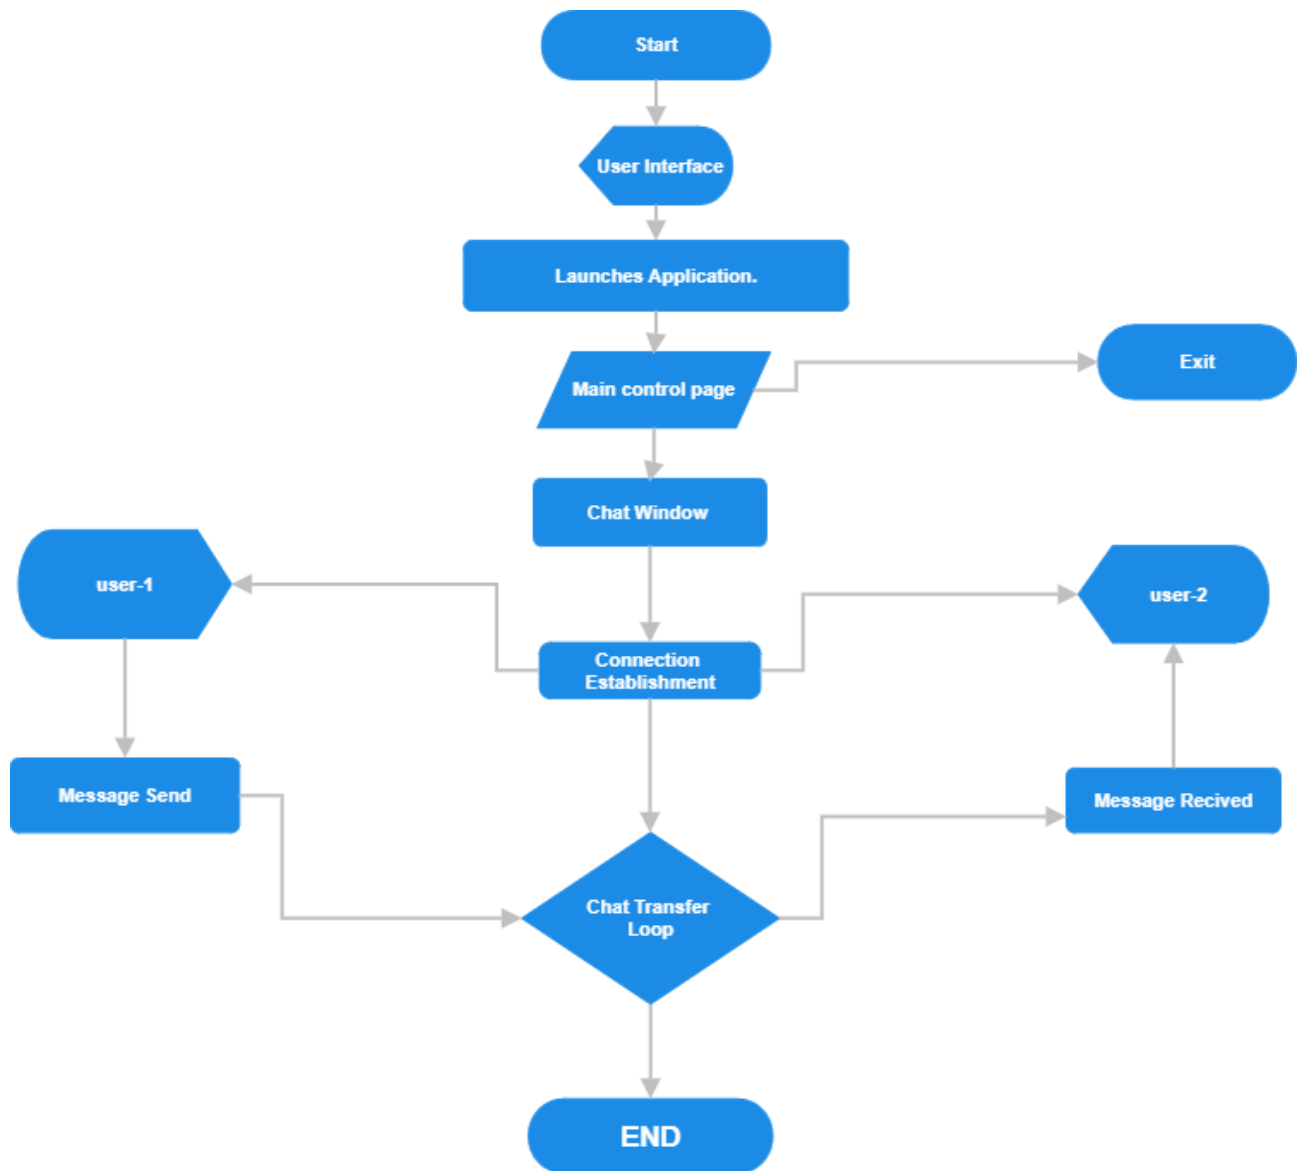 Start
User Interface
Launches Application.
Main control page
Exit
Chat Window
user-1
user-2
Connection
Establishment
Message Send
Message Recived
Chat Transfer
Loop
END